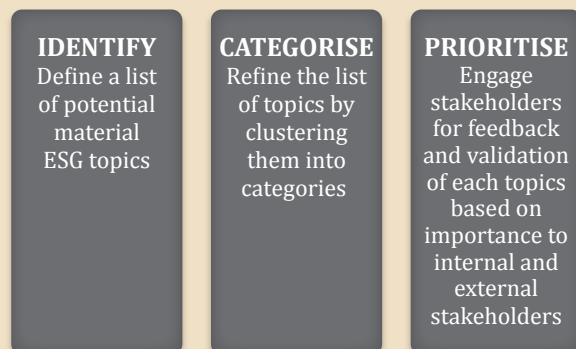 IDENTIFY
Define a list
of potential
material
ESG topics
CATEGORISE
Refine the list
of topics by
clustering
them into
categories
PRIORITISE
Engage
stakeholders
for feedback
and validation
of each topics
based on
importance to
internal and
external
stakeholders